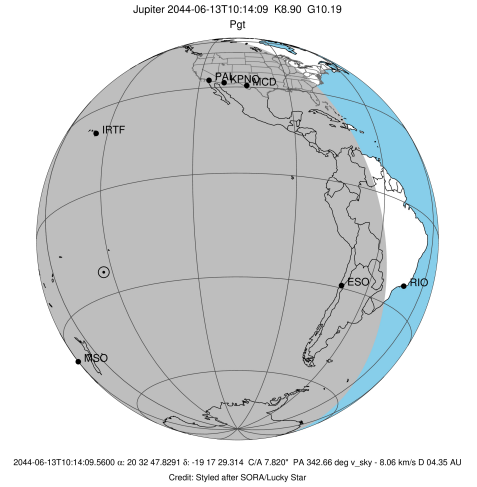 Jupiter 2044-06-13T10:14:09 K8.90 G10.19
Pgt
PAL
KPNO
MCD
IRTF
ESO
RIO
MSO
2044-06-13T10:14:09.5600 α: 20 32 47.8291 δ: -19 17 29.314 C/A 7.820" PA 342.66 deg v_sky - 8.06 km/s D 04.35 AU
Credit: Styled after SORA/Lucky Star